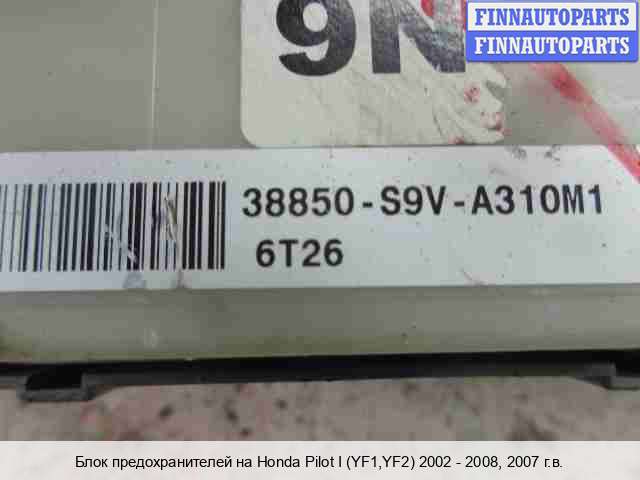 FINNAUTOPARTS
FINNAUTOPARTS
9N
38850-S9V-A310M1
6T26
Блок предохранителей на Honda Pilot I (YF1,YF2) 2002 - 2008, 2007 г.в.